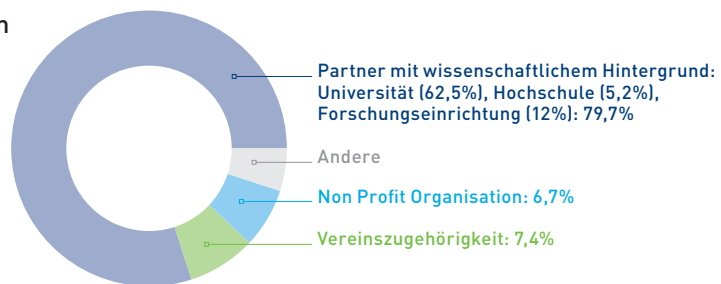 n
Partner mit wissenschaftlichem Hintergrund:
Universität (62,5%), Hochschule (5,2%),
Forschungseinrichtung (12%): 79,7%
Andere
Non Profit Organisation: 6,7%
Vereinszugehörigkeit: 7,4%